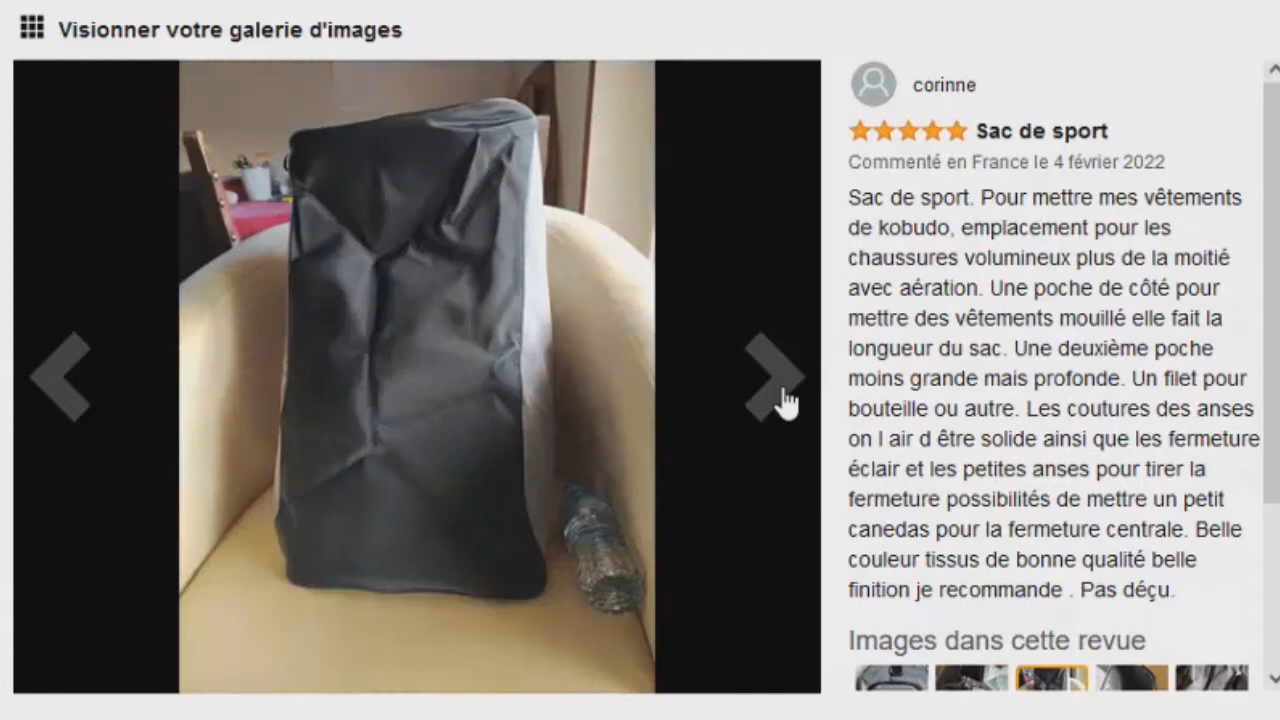 Visionner votre galerie d'images
corinne
Sac de sport
Commenté en France le 4 février 2022
Sac de sport. Pour mettre mes vêtements
de kobudo, emplacement pour les
chaussures volumineux plus de la moitié
avec aération. Une poche de côté pour
mettre des vêtements mouillé elle fait la
longueur du sac. Une deuxième poche
moins grande mais profonde. Un filet pour
bouteille ou autre. Les coutures des anses
on l air d être solide ainsi que les fermeture
éclair et les petites anses pour tirer la
fermeture possibilités de mettre un petit
canedas pour la fermeture centrale. Belle
couleur tissus de bonne qualité belle
finition je recommande . Pas déçu.
Images dans cette revue